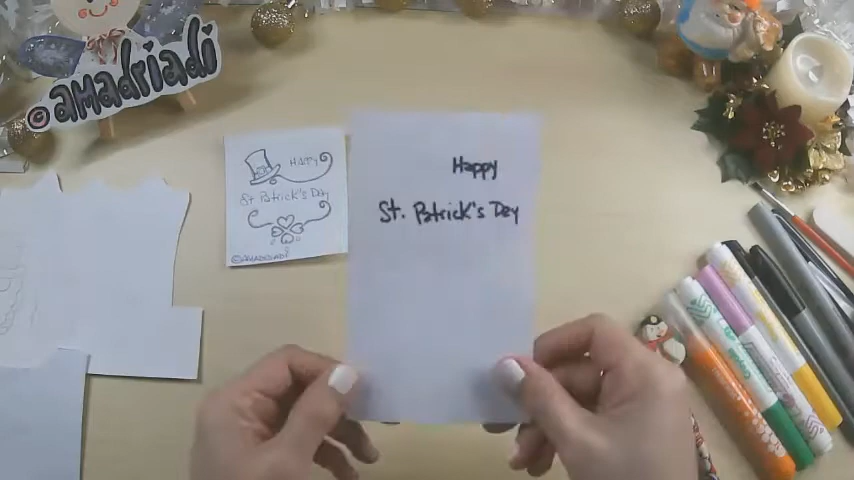 ©amadriadi
HAPPY
St Patrick's Day
©AMADRIADI
Happy
St. Patrick's Day